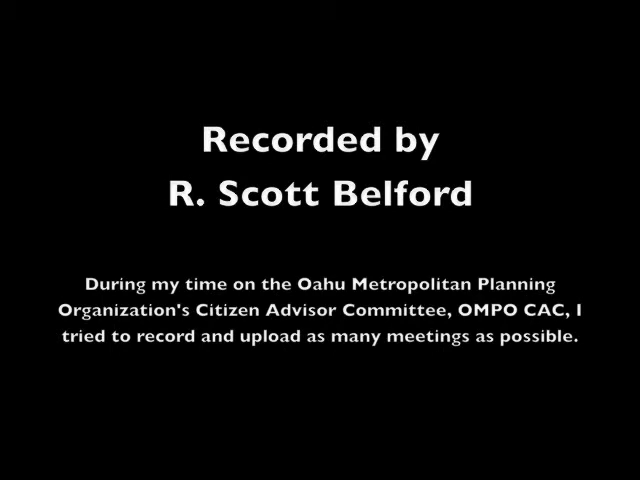 Recorded by
R. Scott Belford
During my time on the Oahu Metropolitan Planning
Organization's Citizen Advisor Committee, OMPO CAC, I
tried to record and upload as many meetings as possible.